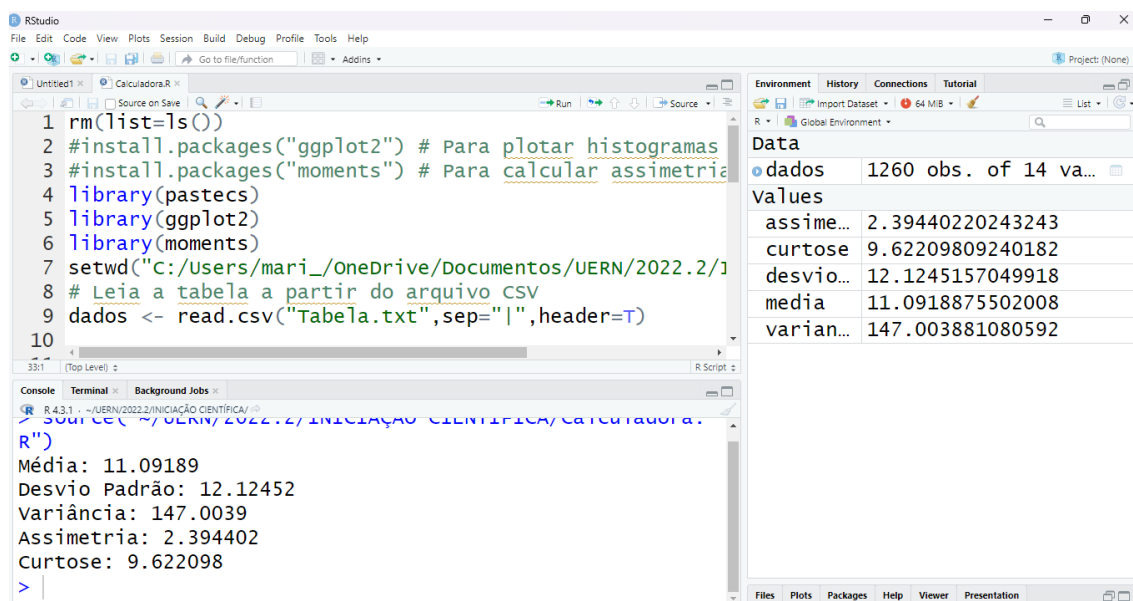 RStudio
File Edit Code View Plots Session Build Debug Profile Tools Help
Go to file/function
Addins
Project: (None)
Untitled1 × Calculadora.R ×
Source on Save
Run
Source
1 rm(list=ls())
2 #install.packages("ggplot2") # Para plotar histogramas
3 #install.packages("moments") # Para calcular assimetria
4 library(pastecs)
5 library(ggplot2)
6 library(moments)
7 setwd("C:/Users/mari_/OneDrive/Documentos/UERN/2022.2/
8 # Leia a tabela a partir do arquivo CSV
9 dados <- read.csv("Tabela.txt",sep="|",header=T)
10
33:1 (Top Level)
R Script
Console Terminal × Background Jobs ×
R 4.3.1 · ~/UERN/2022.2/INICIAÇÃO CIENTÍFICA/
> source("~/UERN/2022.2/INICIAÇÃO CIENTÍFICA/Calculadora.
R")
Média: 11.09189
Desvio Padrão: 12.12452
Variância: 147.0039
Assimetria: 2.394402
Curtose: 9.622098
>
Environment History Connections Tutorial
Import Dataset 64 MiB List
R Global Environment
Data
dados 1260 obs. of 14 va…
Values
assime… 2.39440220243243
curtose 9.62209809240182
desvio… 12.1245157049918
media 11.0918875502008
varian… 147.003881080592
Files Plots Packages Help Viewer Presentation